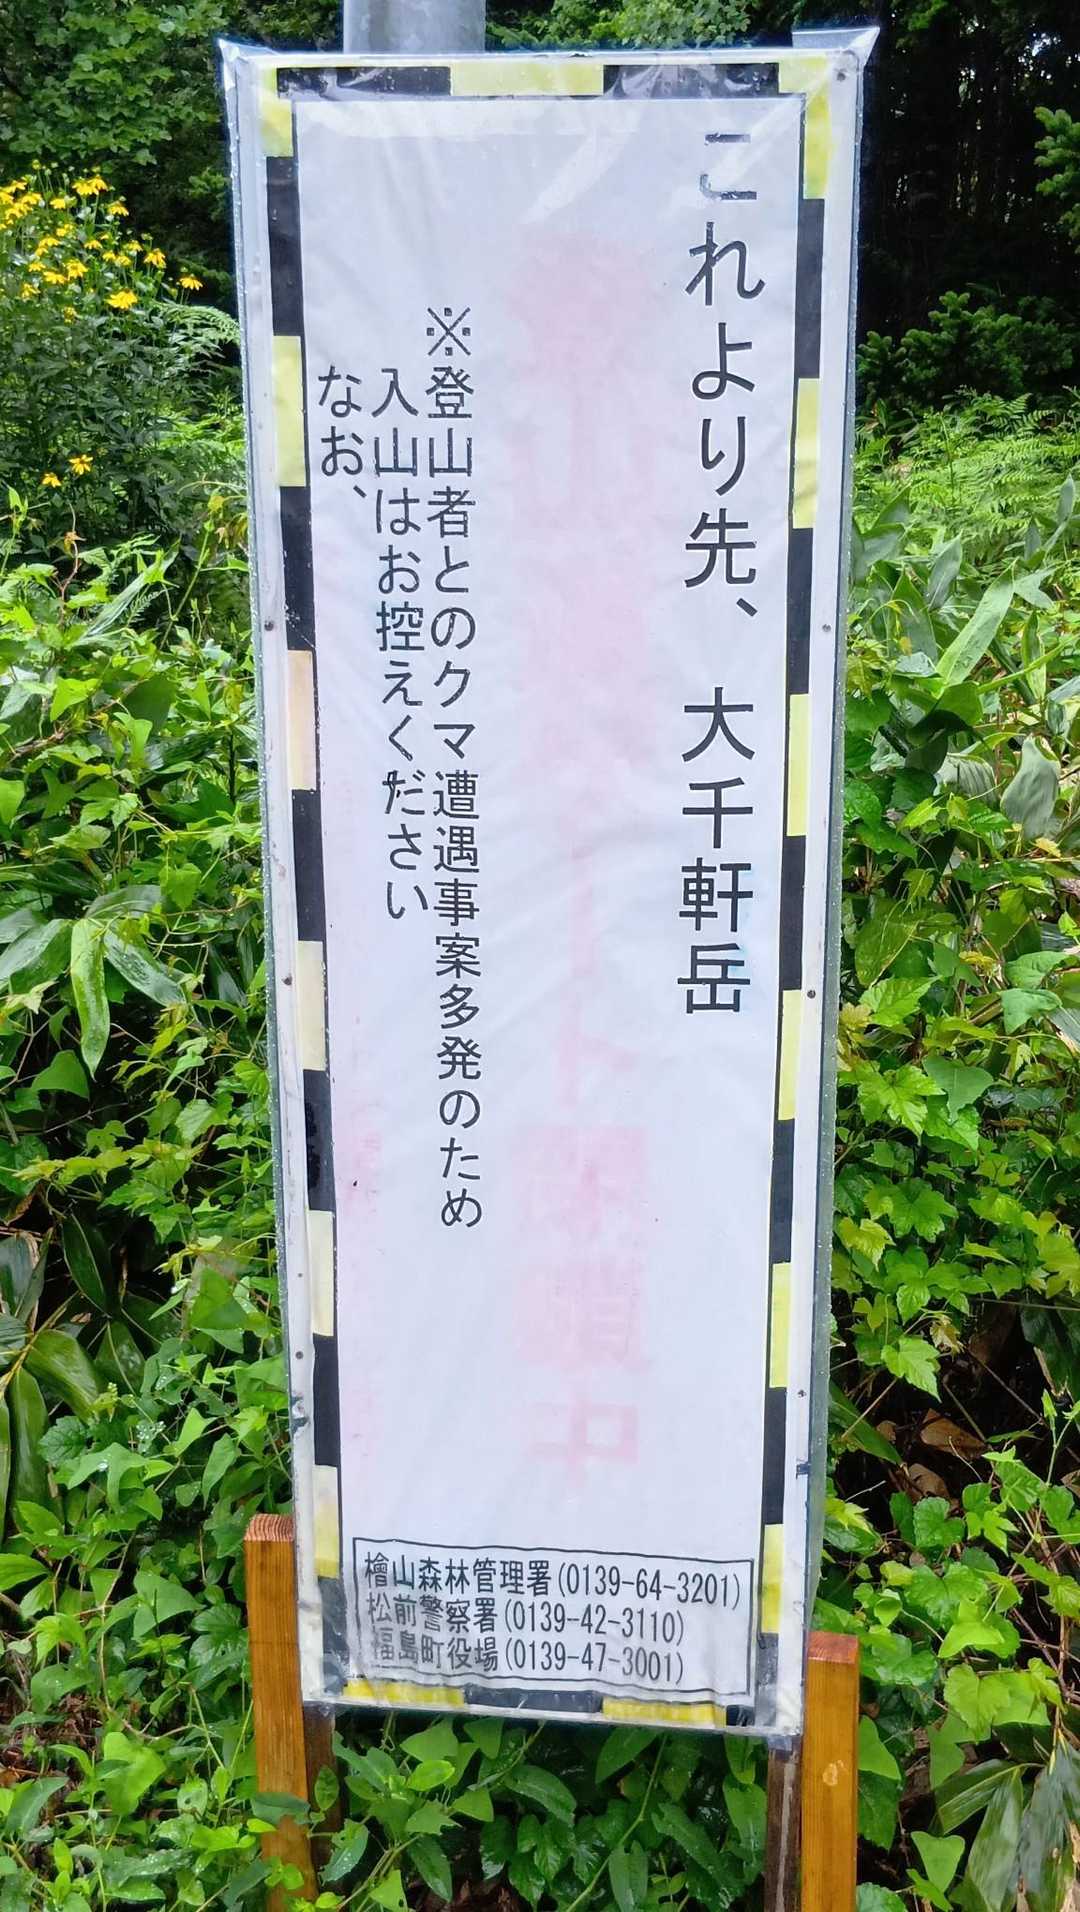 これより先、 大千軒岳
※登山者とのクマ遭遇事案多発のため
入山はお控えください
なお、
檜山森林管理署(0139-64-3201)
松前警察署(0139-42-3110)
福島町役場(0139-47-3001)